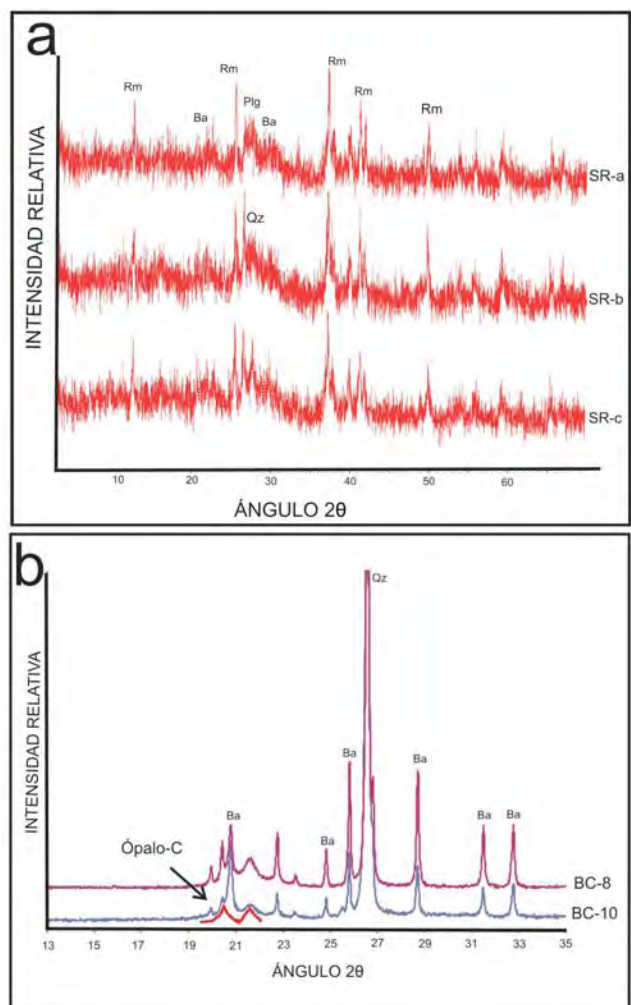 a
INTENSIDAD RELATIVA
Rm
Ba
Rm
Plg
Ba
Rm
Rm
Rm
SR-a
Qz
SR-b
SR-c
10 20 30 40 50 60
ÁNGULO 2θ
b
INTENSIDAD RELATIVA
Qz
Ba
Ba
Ba
Ba
Ba
Ba
Ópalo-C
BC-8
BC-10
13 15 17 19 21 23 25 27 29 31 33 35
ÁNGULO 2θ